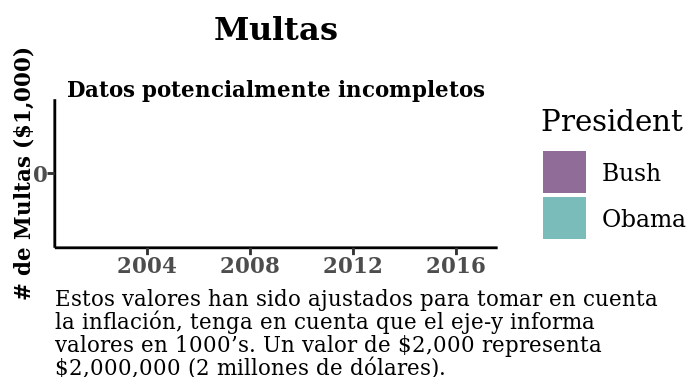 Multas
Datos potencialmente incompletos
# de Multas ($1,000)
0
2004 2008 2012 2016
President
Bush
Obama
Estos valores han sido ajustados para tomar en cuenta
la inflación, tenga en cuenta que el eje-y informa
valores en 1000’s. Un valor de $2,000 representa
$2,000,000 (2 millones de dólares).